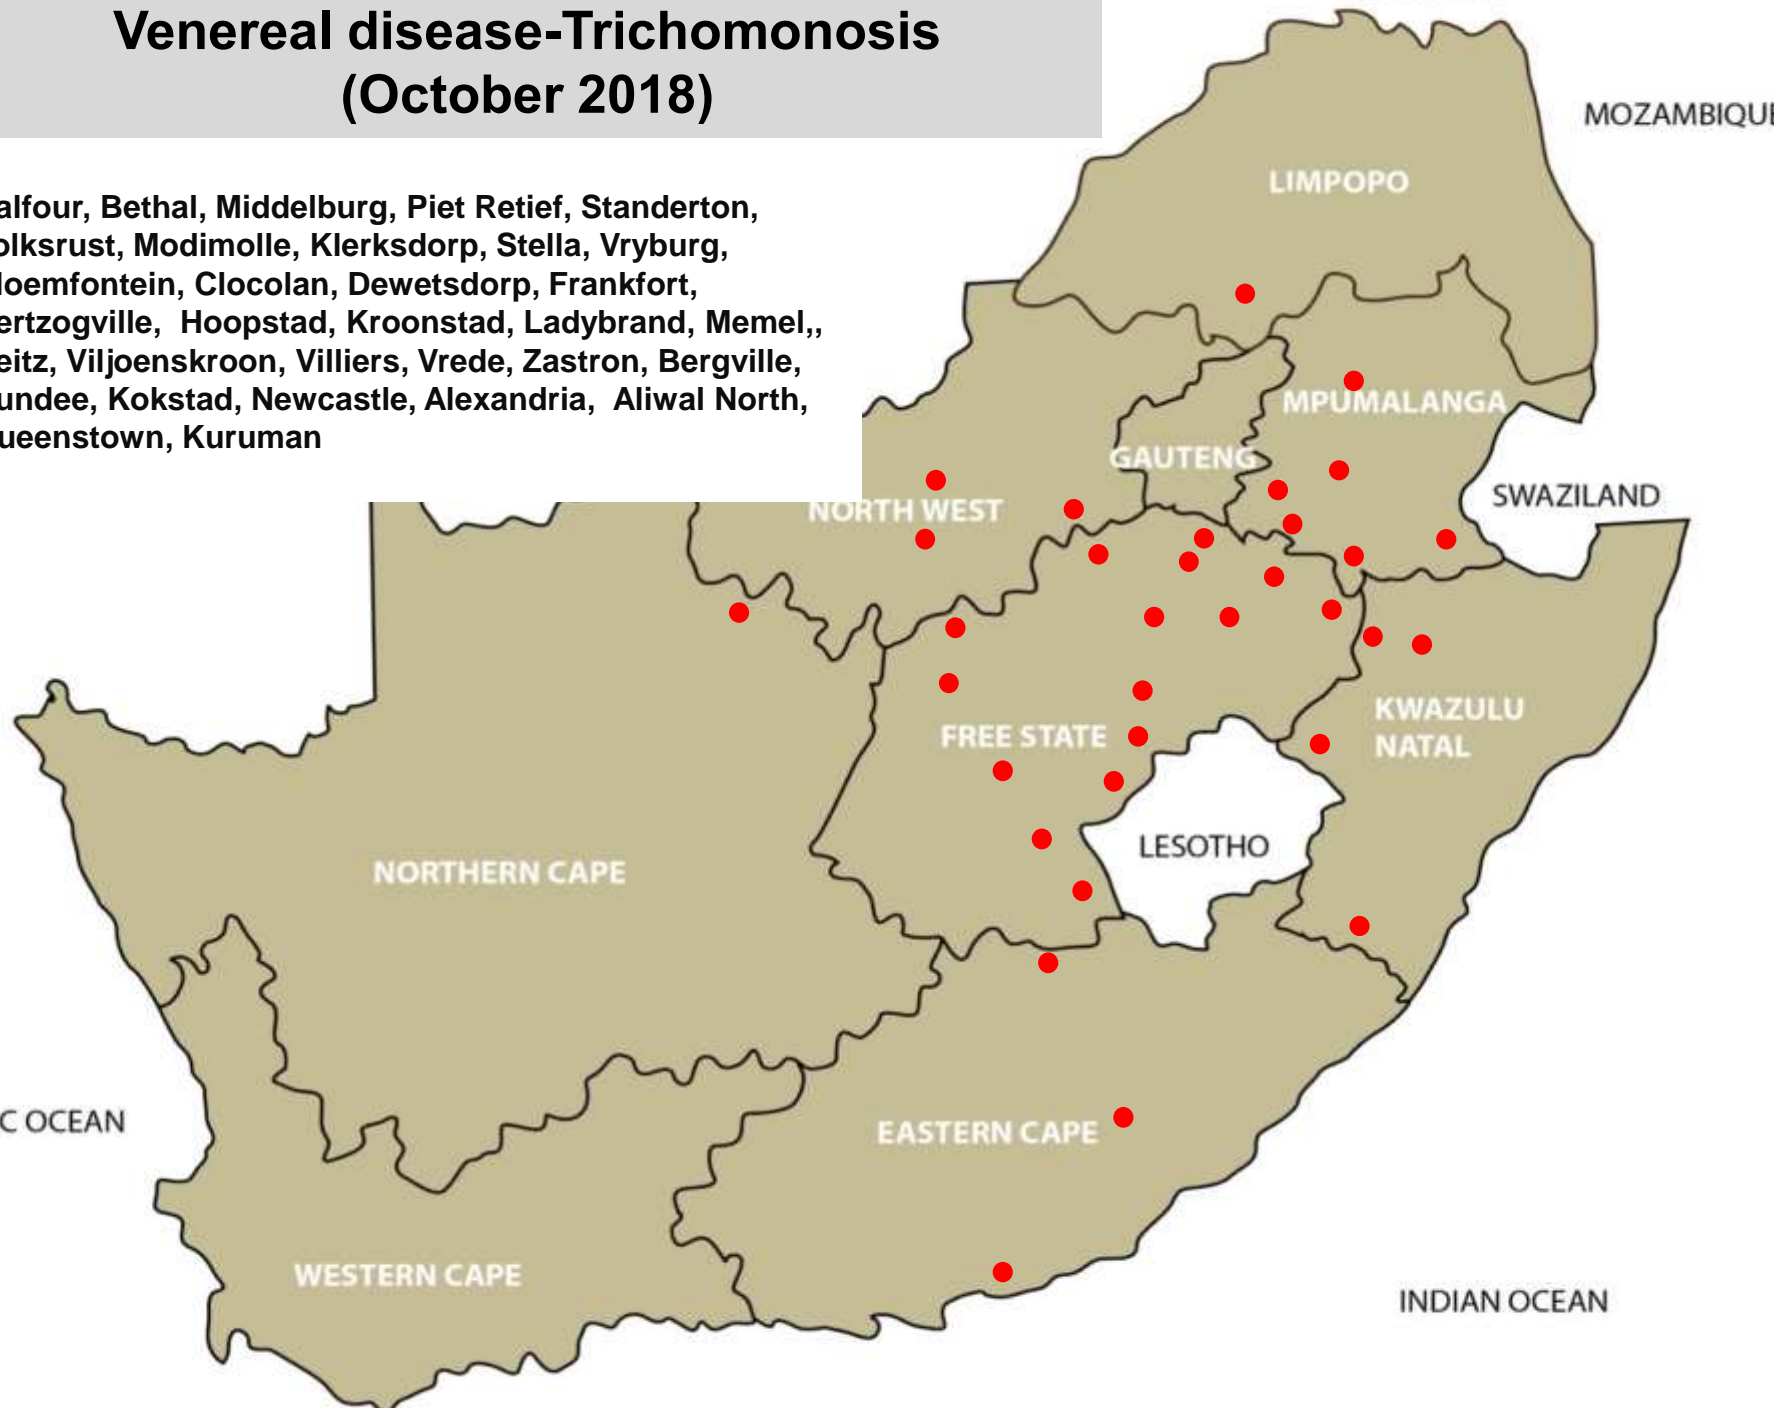 Venereal disease-Trichomonosis
(October 2018)
alfour, Bethal, Middelburg, Piet Retief, Standerton,
olksrust, Modimolle, Klerksdorp, Stella, Vryburg,
loemfontein, Clocolan, Dewetsdorp, Frankfort,
ertzogville, Hoopstad, Kroonstad, Ladybrand, Memel,,
eitz, Viljoenskroon, Villiers, Vrede, Zastron, Bergville,
undee, Kokstad, Newcastle, Alexandria, Aliwal North,
ueenstown, Kuruman
MOZAMBIQUE
LIMPOPO
MPUMALANGA
GAUTENG
SWAZILAND
NORTH WEST
KWAZULU
NATAL
FREE STATE
LESOTHO
NORTHERN CAPE
C OCEAN
EASTERN CAPE
WESTERN CAPE
INDIAN OCEAN